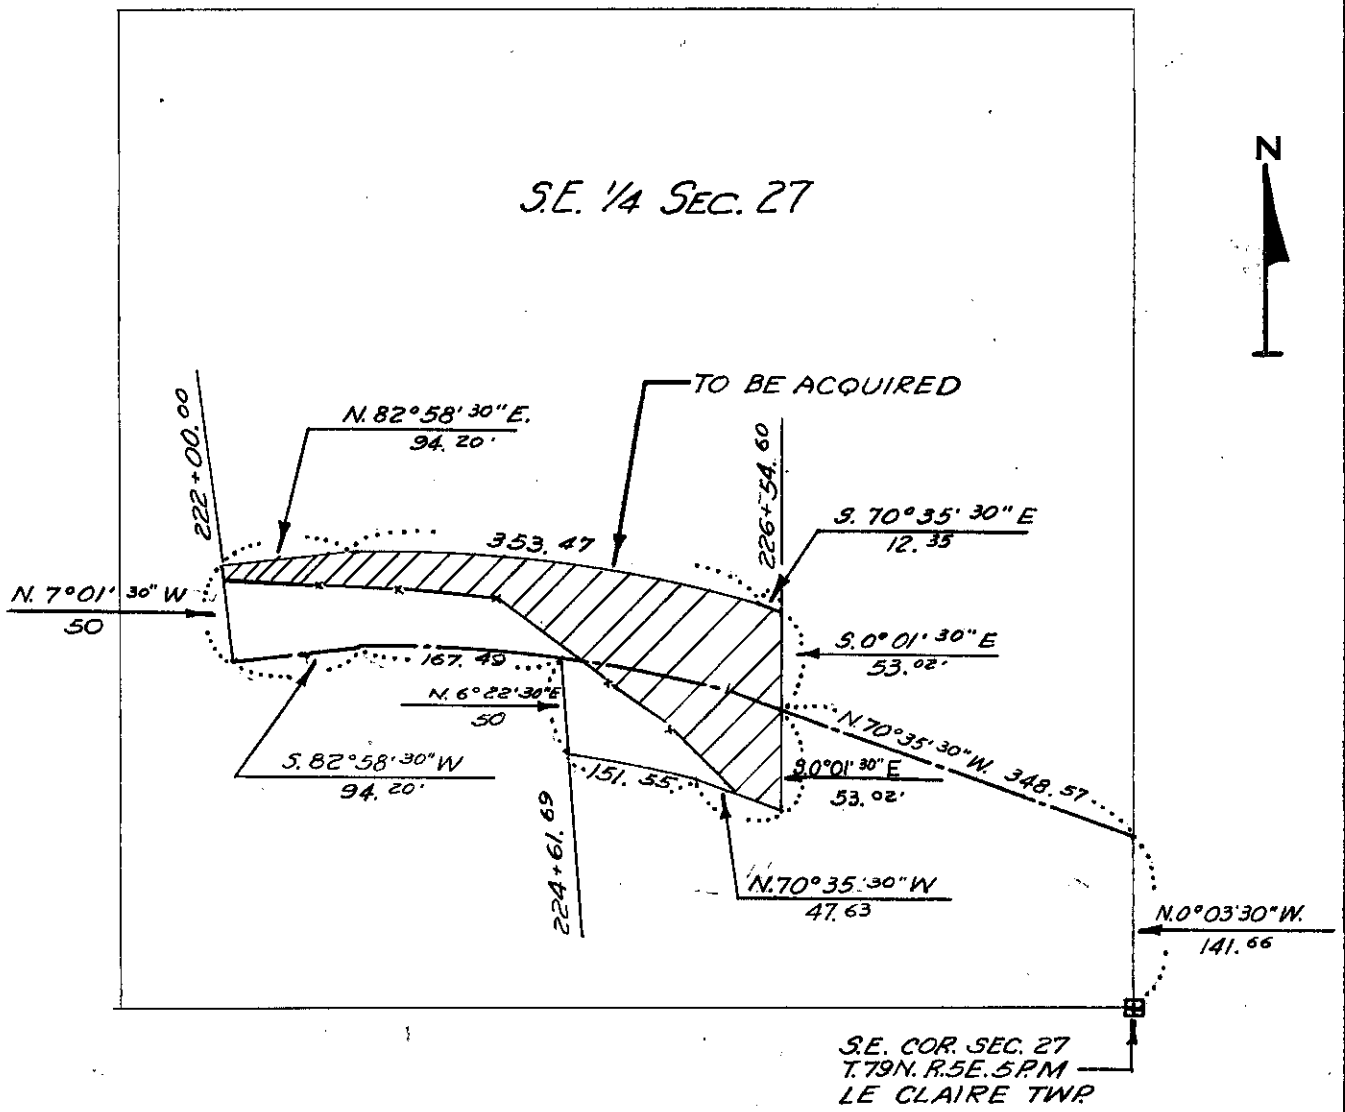 N
S.E. 1/4 SEC. 27
TO BE ACQUIRED
N. 82° 58' 30" E.
94.20'
222+00.00
353.47
226+54.60
S. 70° 35' 30" E
12.35
N. 7° 01' 30" W
50
S. 0° 01' 30" E
53.02'
167.49
N. 6° 22' 30" E
50
N. 70° 35' 30" W. 348.57
S. 82° 58' 30" W
94.20'
151.55
S. 0° 01' 30" E
53.02'
224+61.69
N. 70° 35' 30" W
47.63
N. 0° 03' 30" W.
141.66
S.E. COR. SEC. 27
T.79N. R.5E. 5P.M
LE CLAIRE TWP.